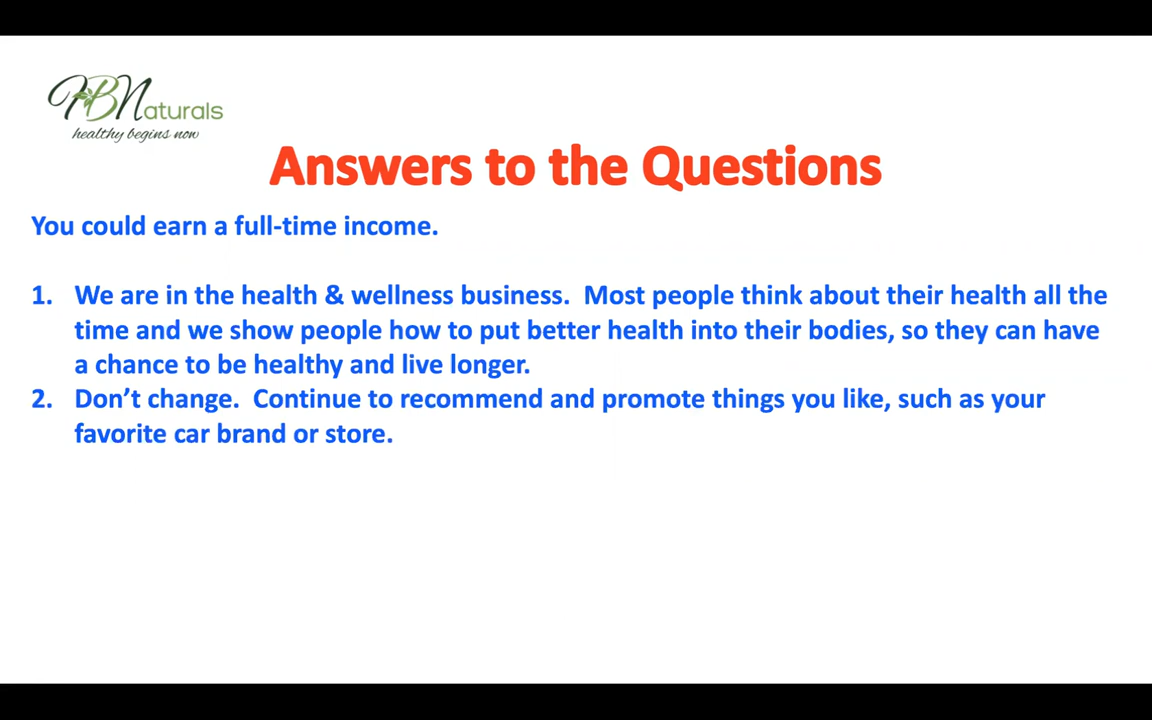 HBNaturals
healthy begins now
Answers to the Questions
You could earn a full-time income.
1. We are in the health & wellness business. Most people think about their health all the
time and we show people how to put better health into their bodies, so they can have
a chance to be healthy and live longer.
2. Don’t change. Continue to recommend and promote things you like, such as your
favorite car brand or store.